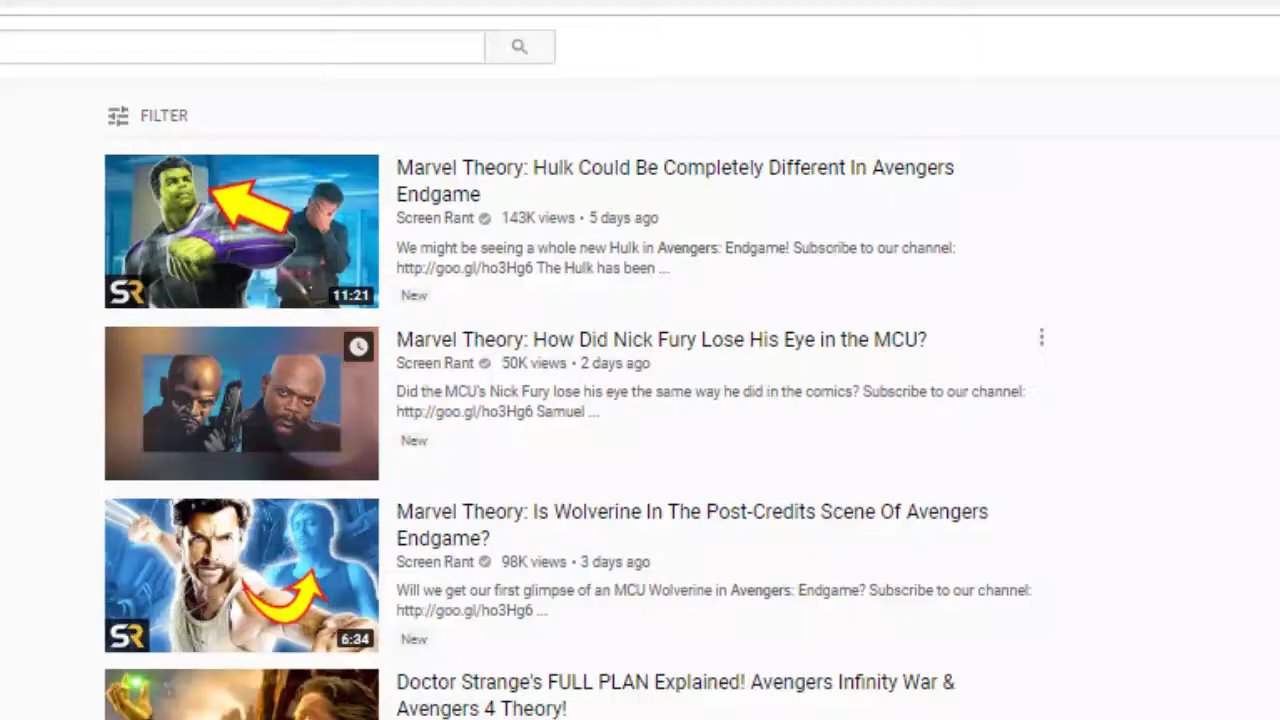 FILTER
Marvel Theory: Hulk Could Be Completely Different In Avengers
Endgame
Screen Rant 143K views • 5 days ago
We might be seeing a whole new Hulk in Avengers: Endgame! Subscribe to our channel:
http://goo.gl/ho3Hg6 The Hulk has been ...
New
SR
11:21
Marvel Theory: How Did Nick Fury Lose His Eye in the MCU?
Screen Rant 50K views • 2 days ago
Did the MCU's Nick Fury lose his eye the same way he did in the comics? Subscribe to our channel:
http://goo.gl/ho3Hg6 Samuel ...
New
Marvel Theory: Is Wolverine In The Post-Credits Scene Of Avengers
Endgame?
Screen Rant 98K views • 3 days ago
Will we get our first glimpse of an MCU Wolverine in Avengers: Endgame? Subscribe to our channel:
http://goo.gl/ho3Hg6 ...
New
SR
6:34
Doctor Strange's FULL PLAN Explained! Avengers Infinity War &
Avengers 4 Theory!